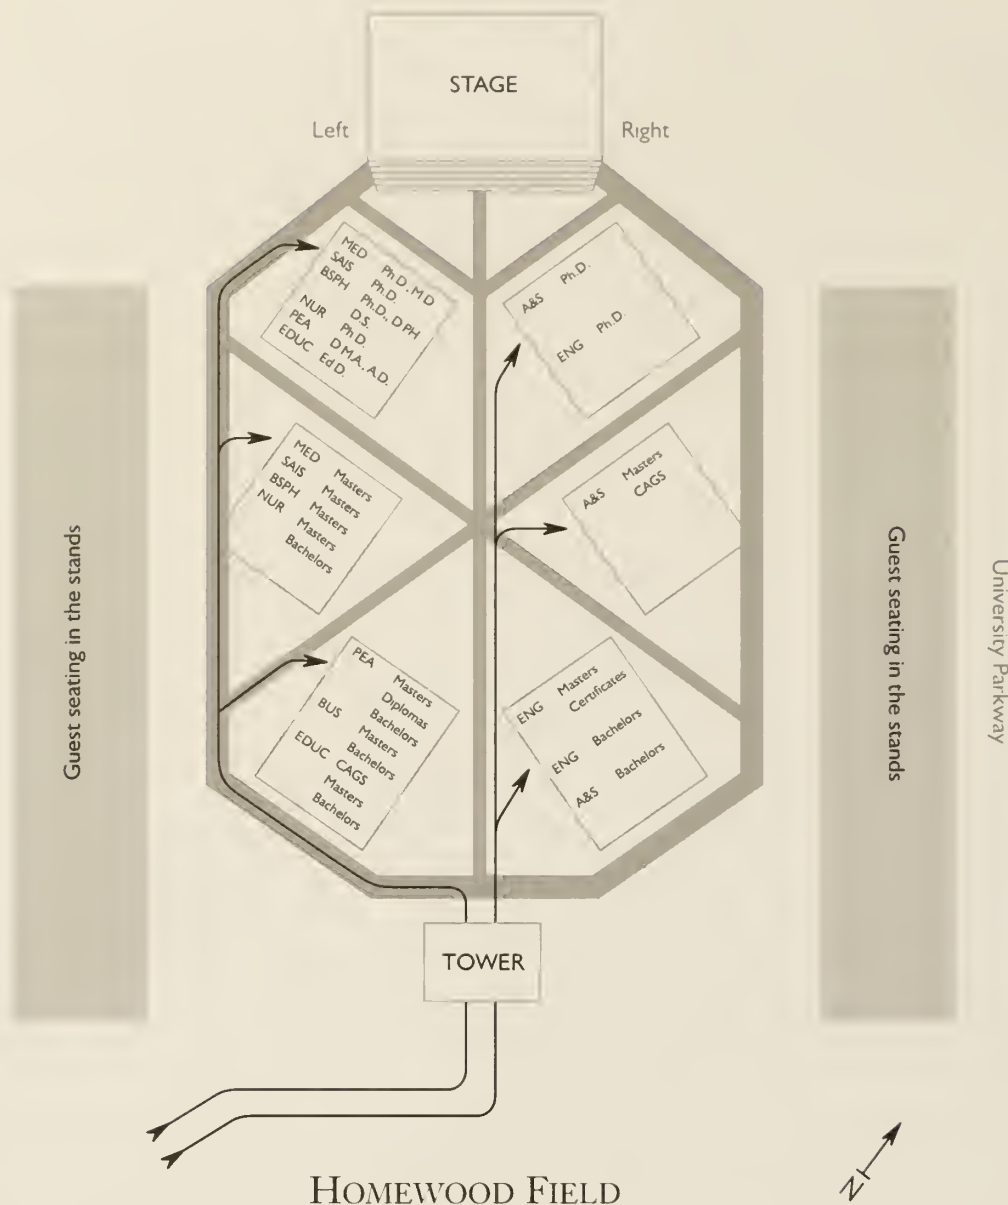 STAGE
Left
Right
MED Ph.D., M.D.
SAIS Ph.D.
BSPH Ph.D., D PH
D.S.
NUR Ph.D.
PEA D.M.A., A.D.
EDUC Ed D.
A&S Ph.D.
ENG Ph.D.
MED Masters
SAIS Masters
BSPH Masters
NUR Masters
Bachelors
A&S Masters
CAGS
PEA Masters
Diplomas
Bachelors
BUS Masters
Bachelors
EDUC CAGS
Masters
Bachelors
ENG Masters
Certificates
ENG Bachelors
A&S Bachelors
Guest seating in the stands
Guest seating in the stands
University Parkway
TOWER
HOMEWOOD FIELD
N